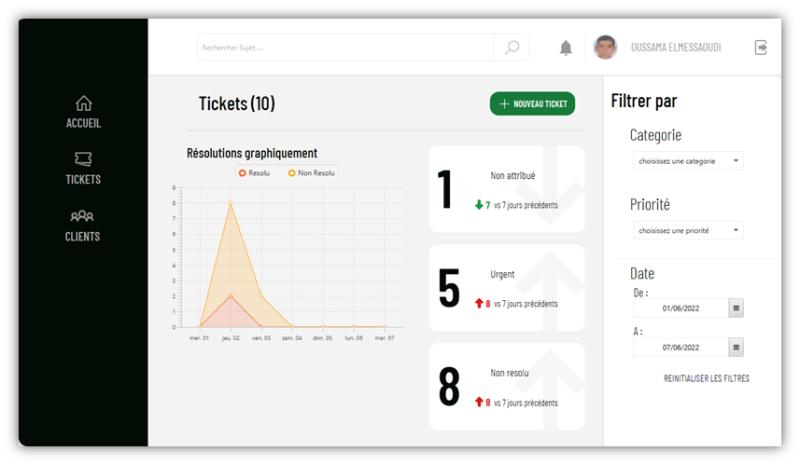 Rechercher Sujet,...
OUSSAMA ELMESSAOUDI
ACCUEIL
TICKETS
CLIENTS
Tickets (10)
NOUVEAU TICKET
Résolutions graphiquement
Resolu
Non Resolu
9
8
7
6
5
4
3
2
1
0
mer. 01
jeu. 02
ven. 03
sam. 04
dim. 05
lun. 06
mar. 07
1
Non attribué
7 vs 7 jours précédents
5
Urgent
8 vs 7 jours précédents
8
Non resolu
8 vs 7 jours précédents
Filtrer par
Categorie
choisissez une categorie
Priorité
choisissez une priorité
Date
De :
01/06/2022
A :
07/06/2022
REINITIALISER LES FILTRES